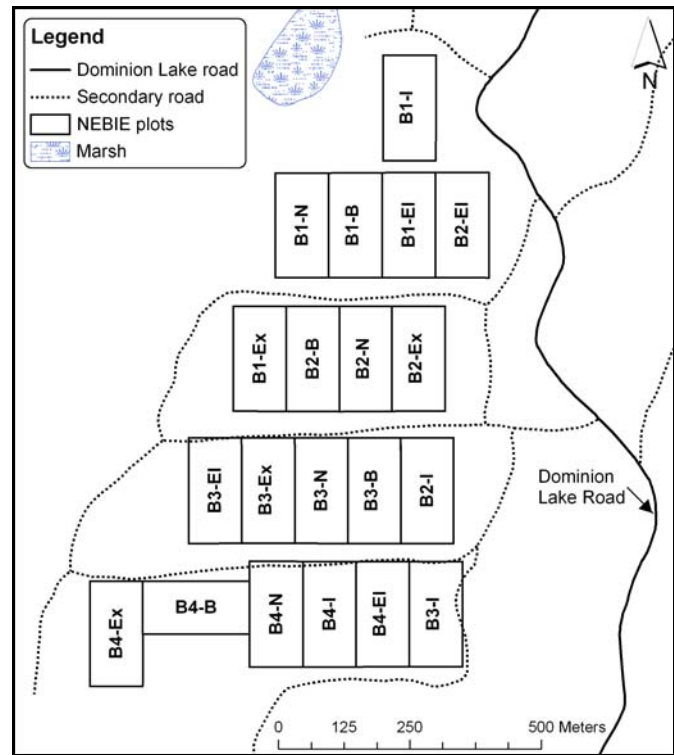 Legend
Dominion Lake road
Secondary road
NEBIE plots
Marsh
N
B1-I
B1-N
B1-B
B1-EI
B2-EI
B1-Ex
B2-B
B2-N
B2-Ex
B3-EI
B3-Ex
B3-N
B3-B
B2-I
Dominion
Lake Road
B4-Ex
B4-B
B4-N
B4-I
B4-EI
B3-I
0 125 250 500 Meters